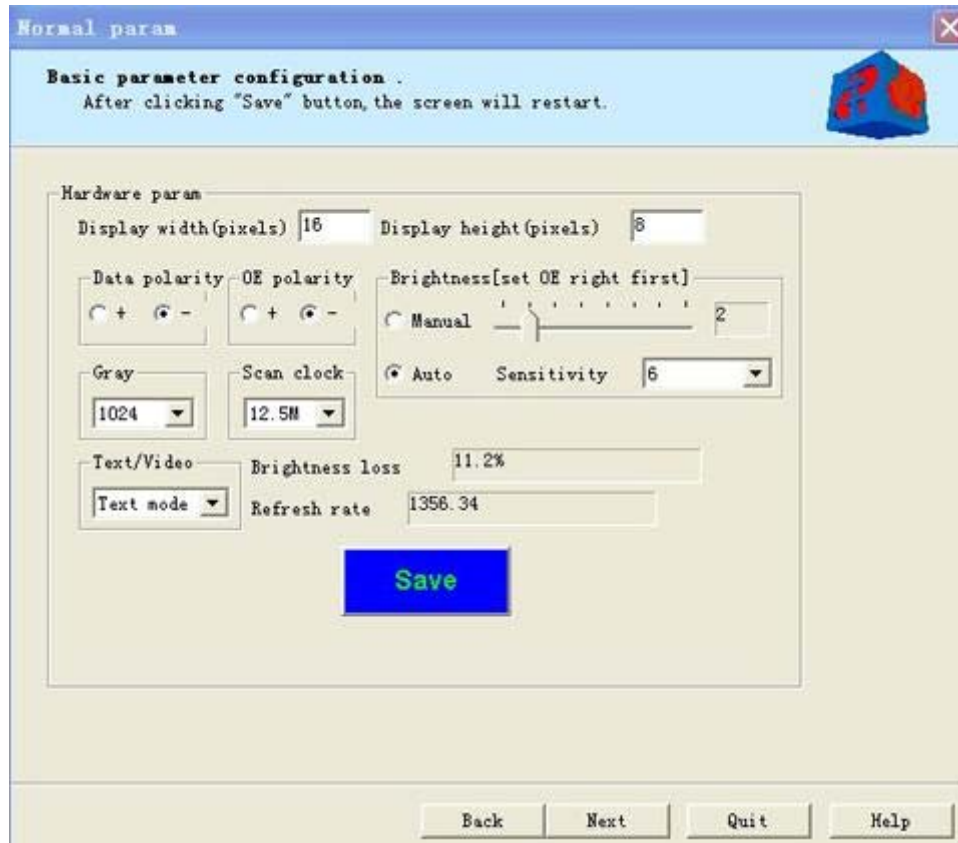 Normal param
Basic parameter configuration .
After clicking "Save" button, the screen will restart.
Hardware param
Display width(pixels) 16 Display height(pixels) 8
Data polarity OE polarity Brightness[set OE right first]
+ - + - Manual 2
Auto Sensitivity 6
Gray Scan clock
1024 12.5M
Text/Video Brightness loss 11.2%
Text mode Refresh rate 1356.34
Save
Back Next Quit Help